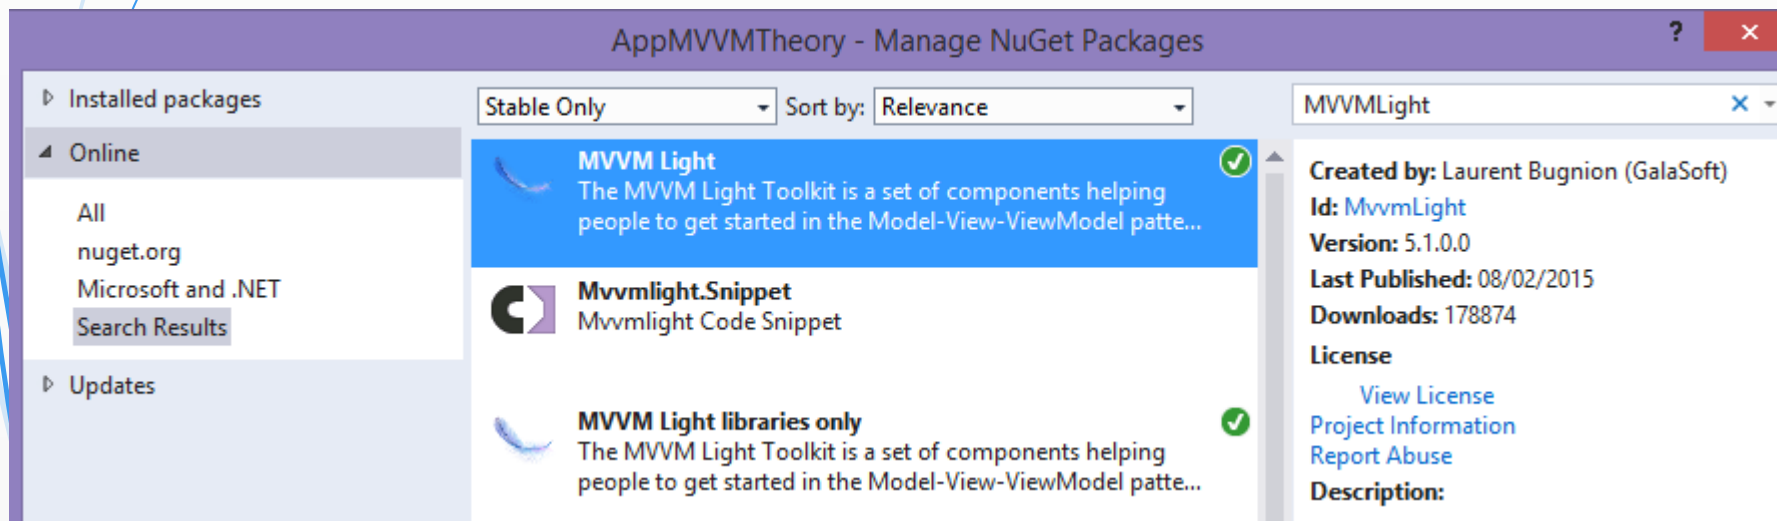 AppMVVMTheory - Manage NuGet Packages
?
Installed packages
Online
All
nuget.org
Microsoft and .NET
Search Results
Updates
Stable Only
Sort by: Relevance
MVVM Light
The MVVM Light Toolkit is a set of components helping
people to get started in the Model-View-ViewModel patte...
Mvvmlight.Snippet
Mvvmlight Code Snippet
MVVM Light libraries only
The MVVM Light Toolkit is a set of components helping
people to get started in the Model-View-ViewModel patte...
MVVMLight
Created by: Laurent Bugnion (GalaSoft)
Id: MvvmLight
Version: 5.1.0.0
Last Published: 08/02/2015
Downloads: 178874
License
View License
Project Information
Report Abuse
Description: